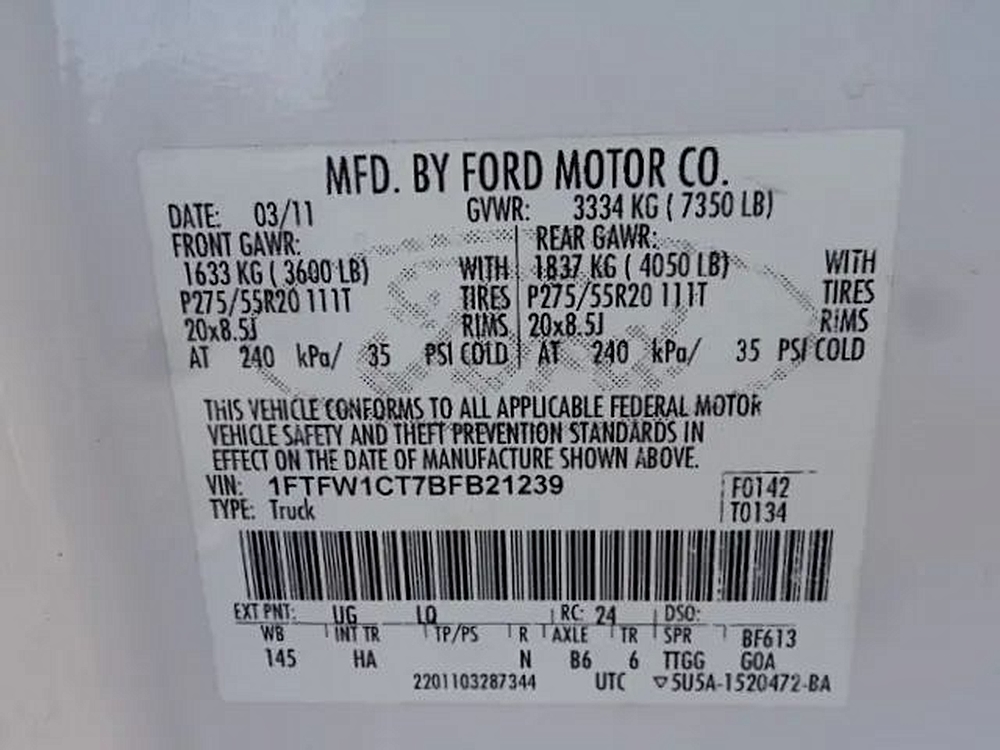 MFD. BY FORD MOTOR CO.
DATE: 03/11 GVWR: 3334 KG ( 7350 LB)
FRONT GAWR: REAR GAWR:
1633 KG ( 3600 LB) WITH 1837 KG ( 4050 LB) WITH
P275/55R20 111T TIRES P275/55R20 111T TIRES
20x8.5J RIMS 20x8.5J RIMS
AT 240 kPa/ 35 PSI COLD AT 240 kPa/ 35 PSI COLD
THIS VEHICLE CONFORMS TO ALL APPLICABLE FEDERAL MOTOR
VEHICLE SAFETY AND THEFT PREVENTION STANDARDS IN
EFFECT ON THE DATE OF MANUFACTURE SHOWN ABOVE.
VIN: 1FTFW1CT7BFB21239 F0142
TYPE: Truck T0134
EXT PNT: UG LQ RC: 24 DSO:
WB INT TR TP/PS R AXLE TR SPR BF613
145 HA N B6 6 TTGG GOA
2201103287344 UTC ▽5U5A-1520472-BA